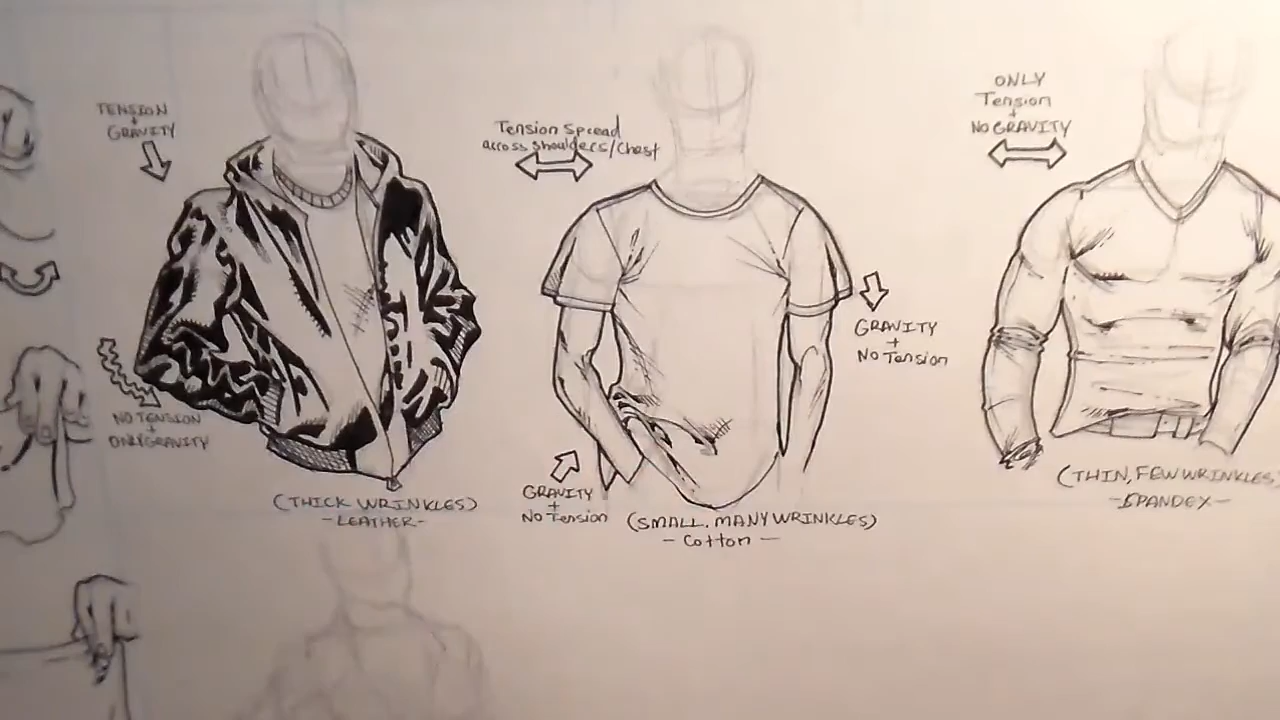 TENSION
+
GRAVITY
NO TENSION
+
ONLY GRAVITY
(THICK WRINKLES)
-LEATHER-
Tension Spread
across shoulders/Chest
GRAVITY
+
No Tension
GRAVITY
+
No Tension
(SMALL, MANY WRINKLES)
- Cotton -
ONLY
Tension
+
NO GRAVITY
(THIN, FEW WRINKLES
-SPANDEX-